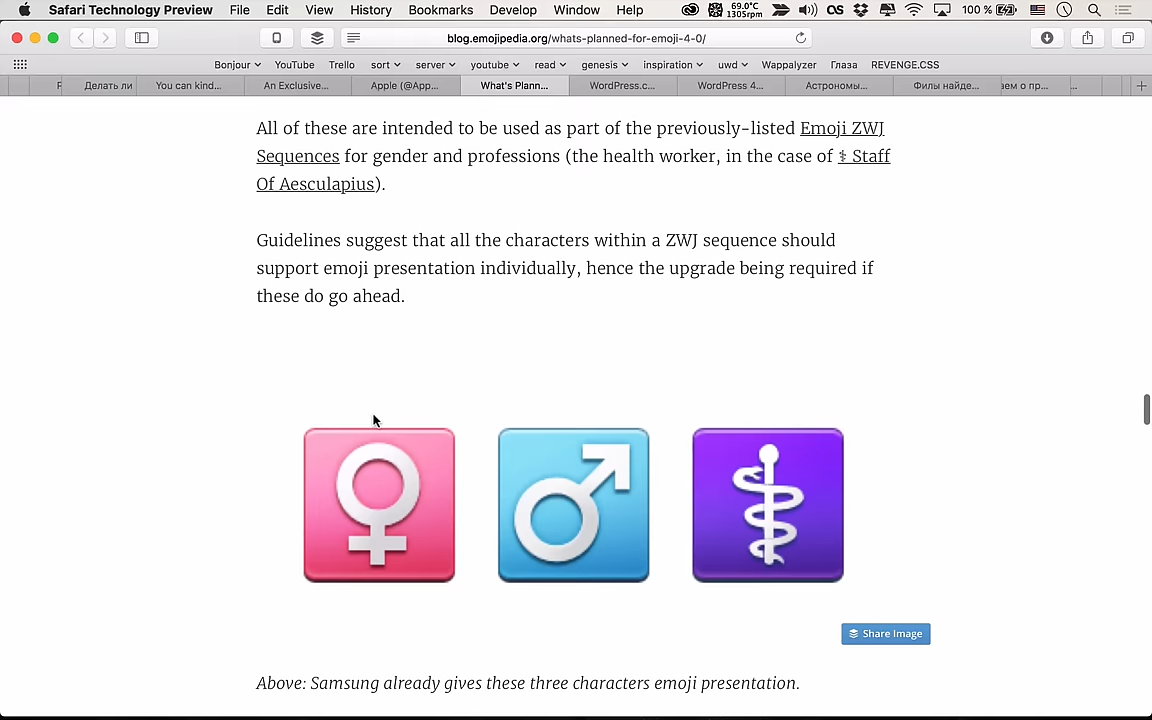 Safari Technology Preview File Edit View History Bookmarks Develop Window Help 69.0°C 1305rpm 100 %
blog.emojipedia.org/whats-planned-for-emoji-4-0/
Bonjour YouTube Trello sort server youtube read genesis inspiration uwd Wappalyzer Глаза REVENGE.CSS
Делать ли You can kind... An Exclusive... Apple (@App... What's Plann... WordPress.c... WordPress 4... Астрономы... Филы найде... аем о пр... ...
All of these are intended to be used as part of the previously-listed Emoji ZWJ
Sequences for gender and professions (the health worker, in the case of ⚕ Staff
Of Aesculapius).
Guidelines suggest that all the characters within a ZWJ sequence should
support emoji presentation individually, hence the upgrade being required if
these do go ahead.
Share Image
Above: Samsung already gives these three characters emoji presentation.